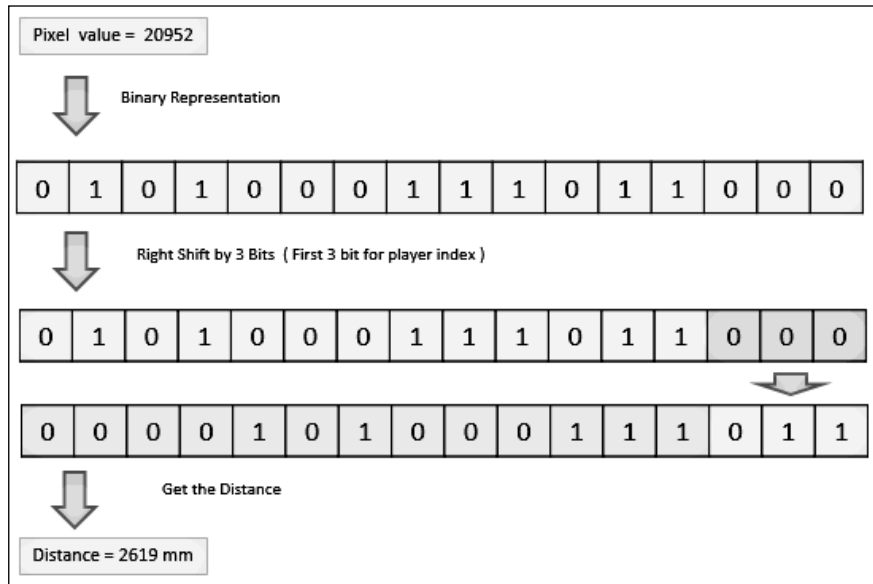 Pixel value = 20952
Binary Representation
0 1 0 1 0 0 0 1 1 1 0 1 1 0 0 0
Right Shift by 3 Bits ( First 3 bit for player index )
0 1 0 1 0 0 0 1 1 1 0 1 1 0 0 0
0 0 0 0 1 0 1 0 0 0 1 1 1 0 1 1
Get the Distance
Distance = 2619 mm